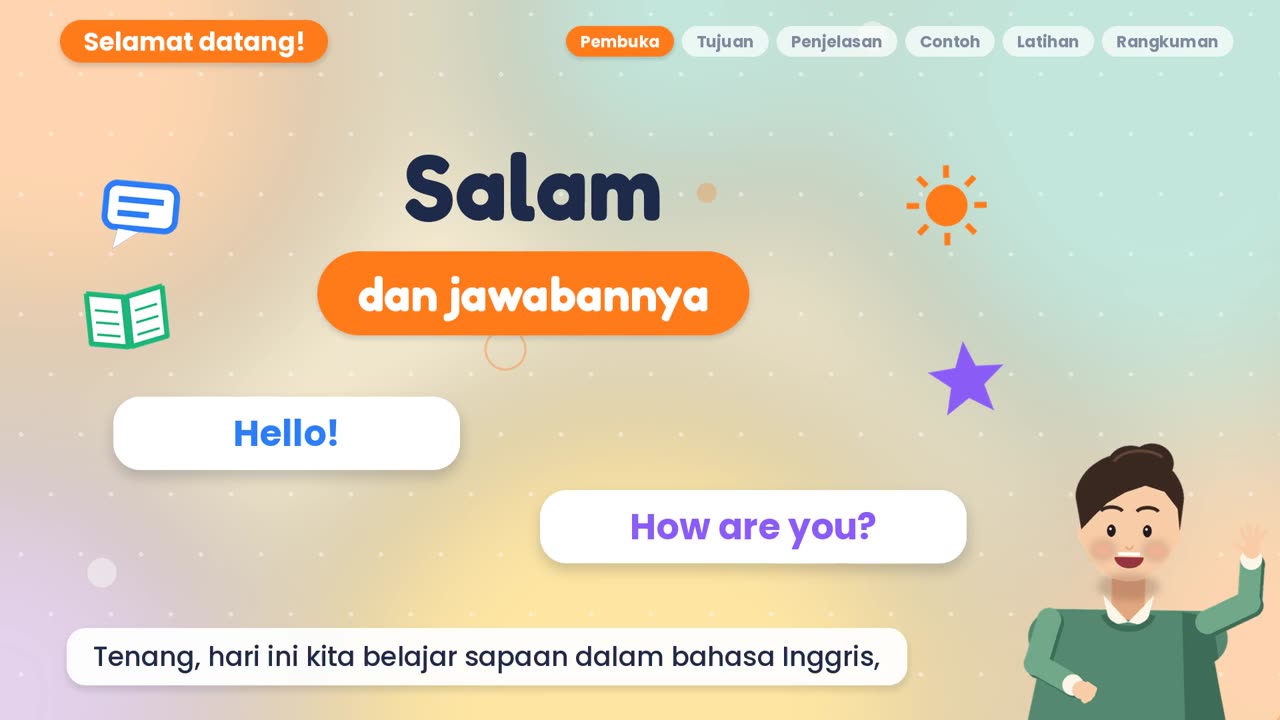 Selamat datang!
Pembuka
Tujuan
Penjelasan
Contoh
Latihan
Rangkuman
Salam
dan jawabannya
Hello!
How are you?
Tenang, hari ini kita belajar sapaan dalam bahasa Inggris,